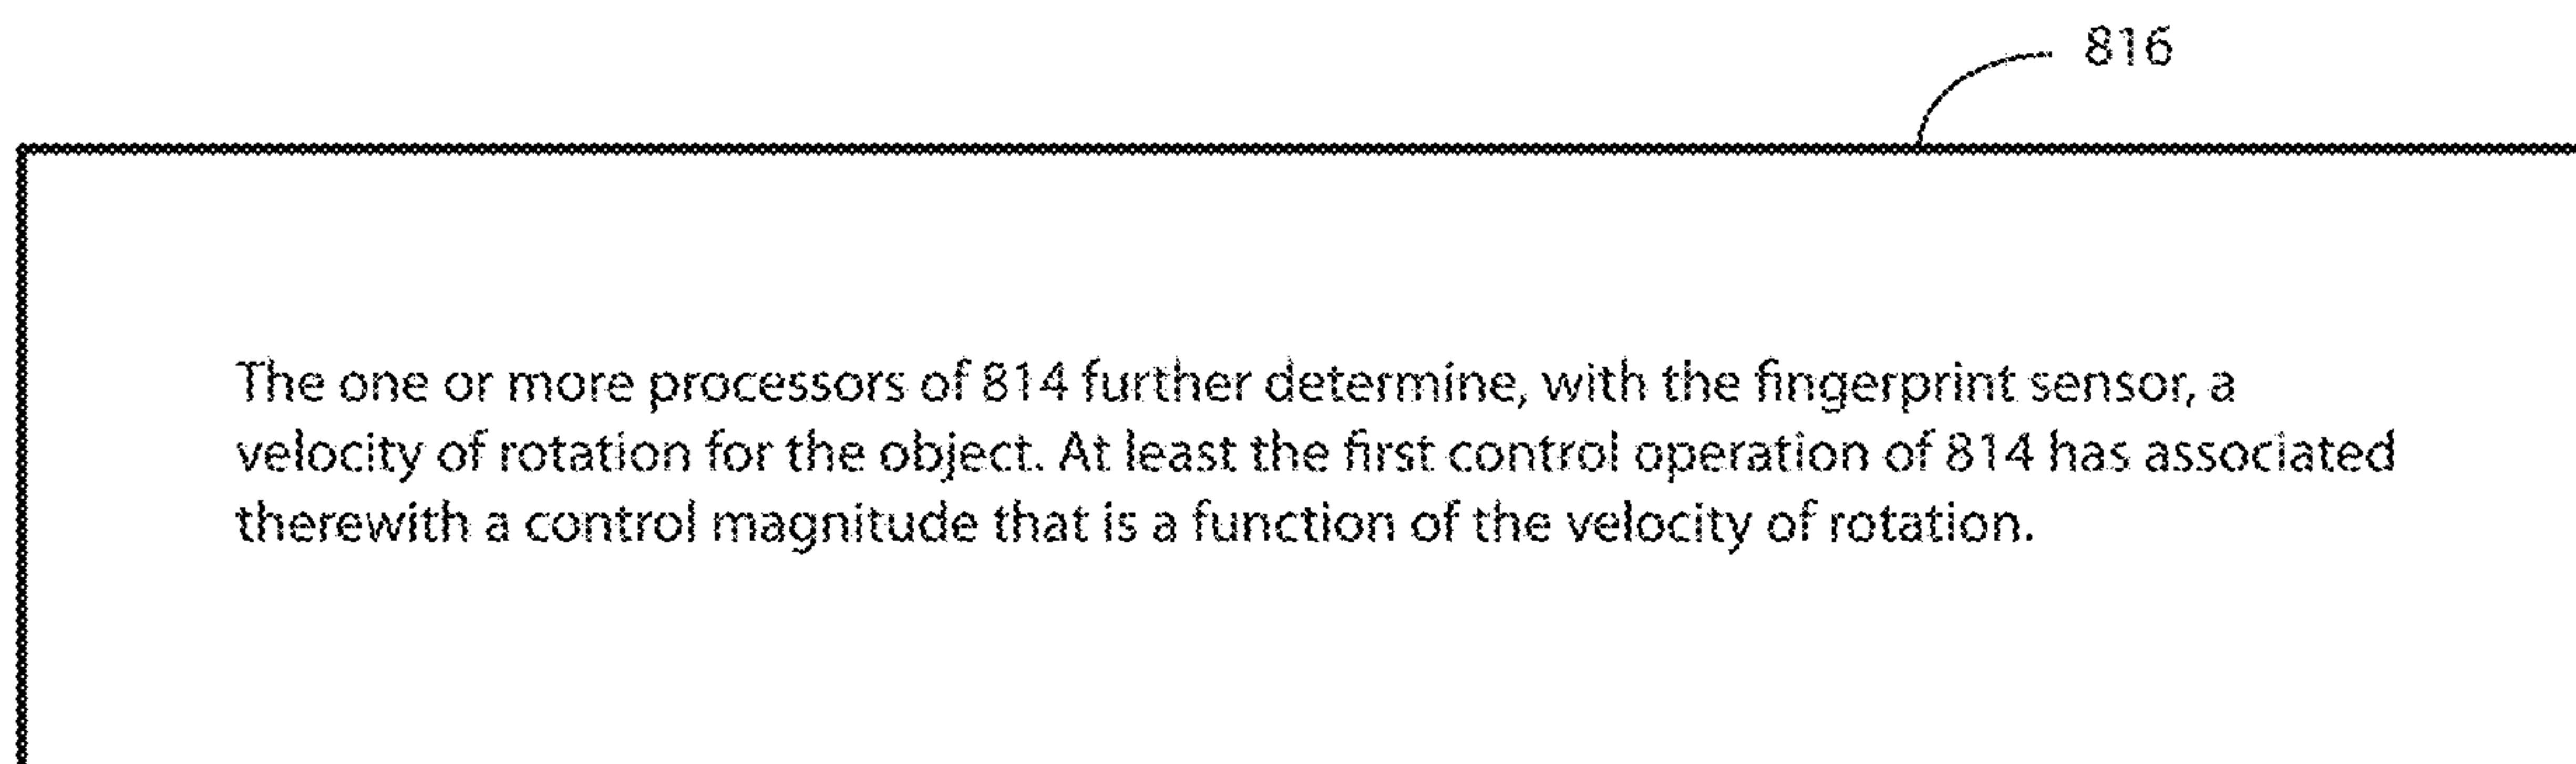 816
The one or more processors of 814 further determine, with the fingerprint sensor, a
velocity of rotation for the object. At least the first control operation of 814 has associated
therewith a control magnitude that is a function of the velocity of rotation.